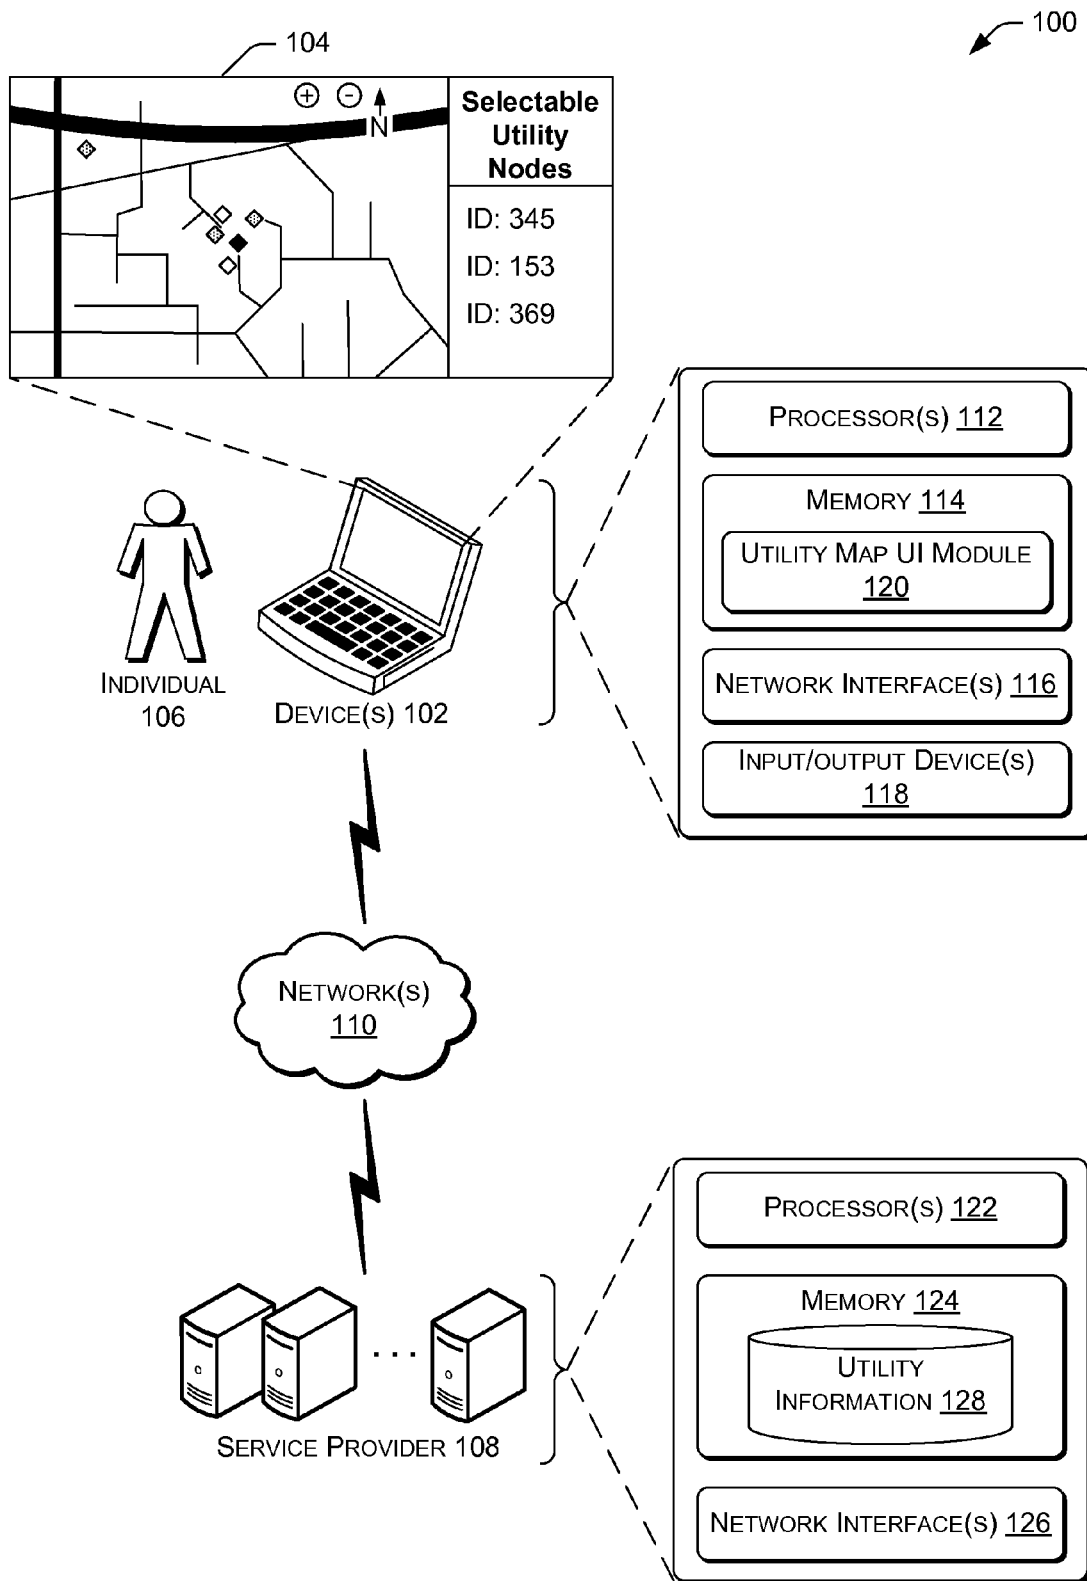 100
104
+ -
N
Selectable
Utility
Nodes
ID: 345
ID: 153
ID: 369
PROCESSOR(S) 112
MEMORY 114
UTILITY MAP UI MODULE
120
NETWORK INTERFACE(S) 116
INPUT/OUTPUT DEVICE(S)
118
INDIVIDUAL
106
DEVICE(S) 102
NETWORK(S)
110
PROCESSOR(S) 122
MEMORY 124
UTILITY
INFORMATION 128
NETWORK INTERFACE(S) 126
...
SERVICE PROVIDER 108